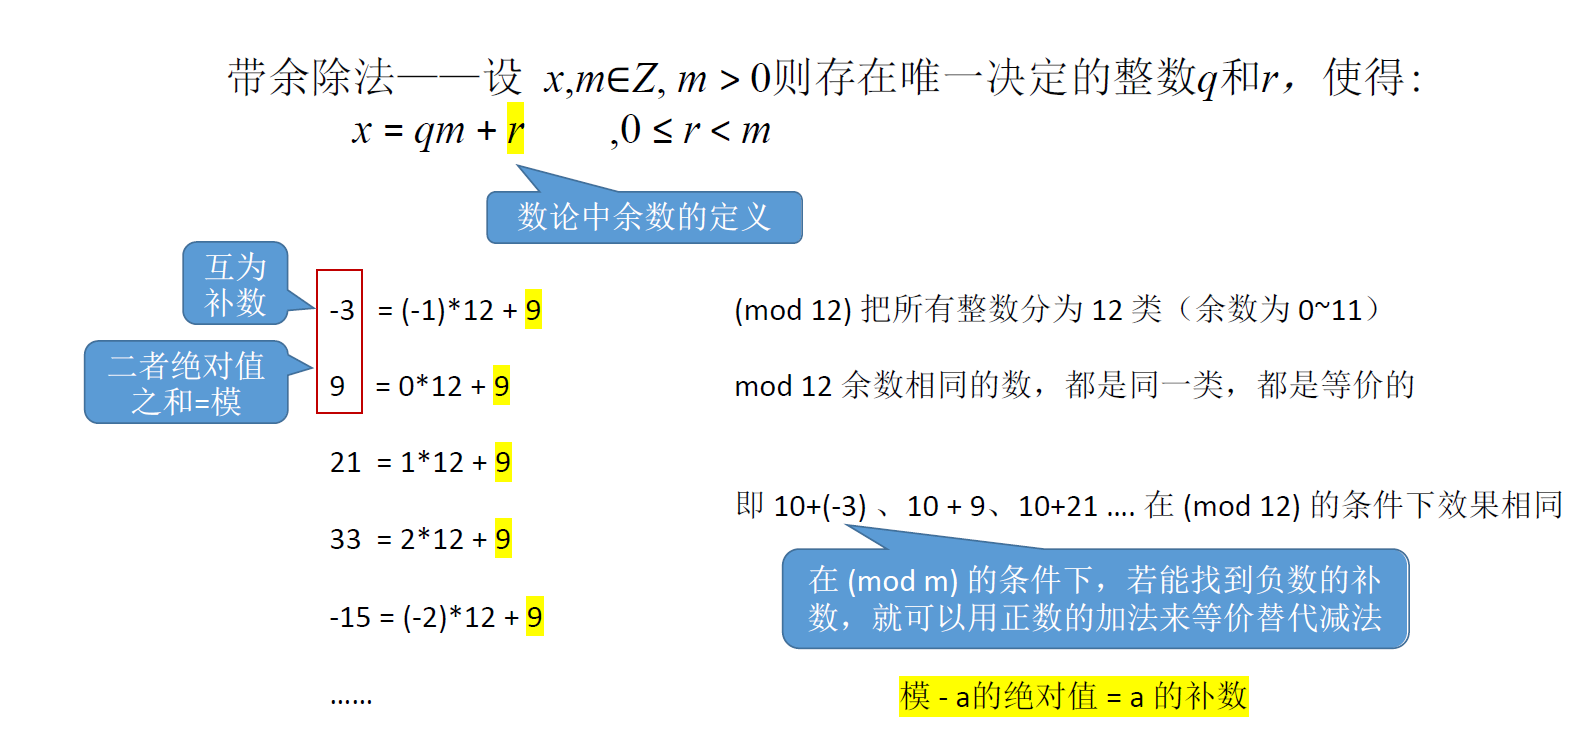 带余除法——设 x,m∈Z, m > 0则存在唯一决定的整数q和r，使得:
x = qm + r ,0 ≤ r < m
数论中余数的定义
互为
补数
-3 = (-1)*12 + 9
(mod 12) 把所有整数分为 12 类（余数为 0~11）
二者绝对值
之和=模
9 = 0*12 + 9
mod 12 余数相同的数，都是同一类，都是等价的
21 = 1*12 + 9
即 10+(-3) 、10 + 9、10+21 .... 在 (mod 12) 的条件下效果相同
33 = 2*12 + 9
在 (mod m) 的条件下，若能找到负数的补
数，就可以用正数的加法来等价替代减法
-15 = (-2)*12 + 9
......
模 - a的绝对值 = a 的补数